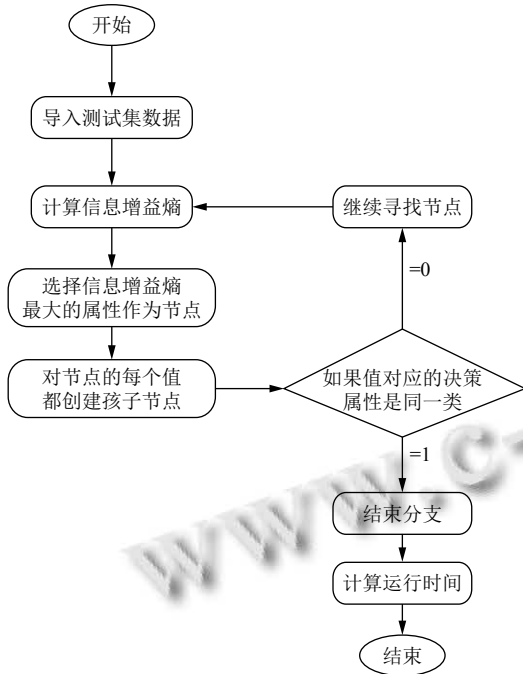 开始
导入测试集数据
计算信息增益熵
继续寻找节点
选择信息增益熵
最大的属性作为节点
=0
对节点的每个值
都创建孩子节点
如果值对应的决策
属性是同一类
=1
结束分支
计算运行时间
结束
www.c-